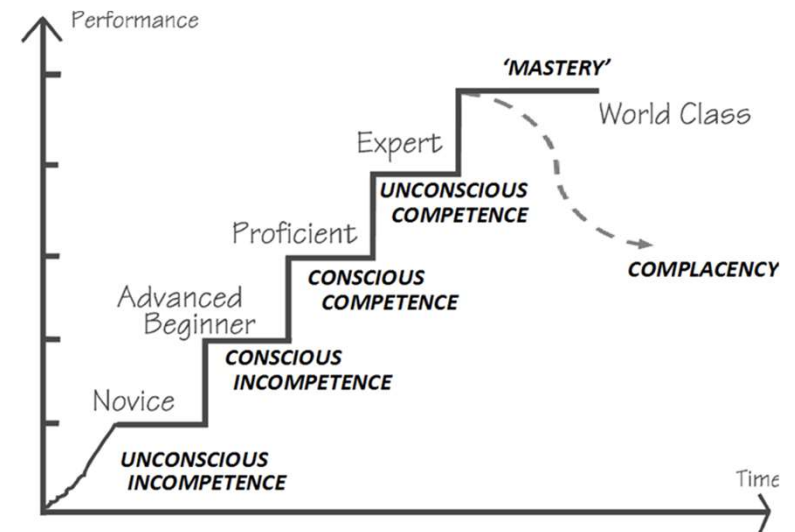 Performance
‘MASTERY’
World Class
Expert
UNCONSCIOUS
COMPETENCE
Proficient
COMPLACENCY
CONSCIOUS
COMPETENCE
Advanced
Beginner
CONSCIOUS
INCOMPETENCE
Novice
UNCONSCIOUS
INCOMPETENCE
Time